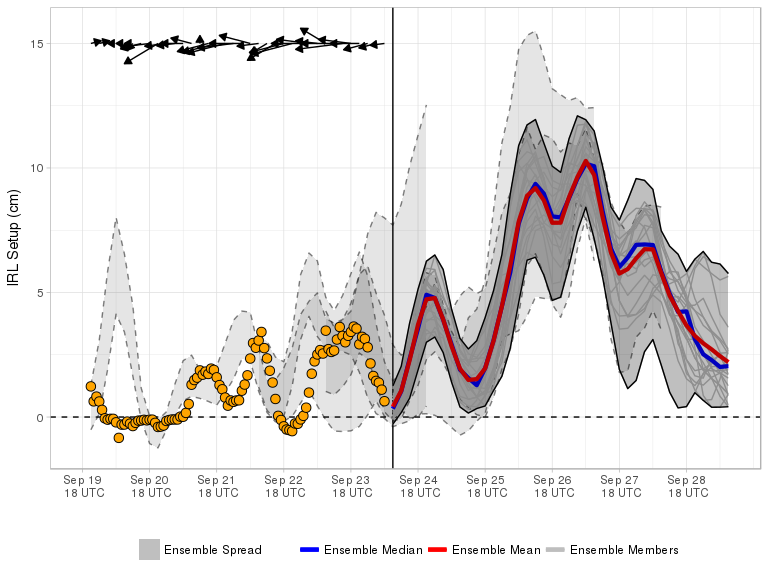 IRL Setup (cm)
15
10
5
0
Sep 19 Sep 20 Sep 21 Sep 22 Sep 23 Sep 24 Sep 25 Sep 26 Sep 27 Sep 28
18 UTC 18 UTC 18 UTC 18 UTC 18 UTC 18 UTC 18 UTC 18 UTC 18 UTC 18 UTC
Ensemble Spread Ensemble Median Ensemble Mean Ensemble Members